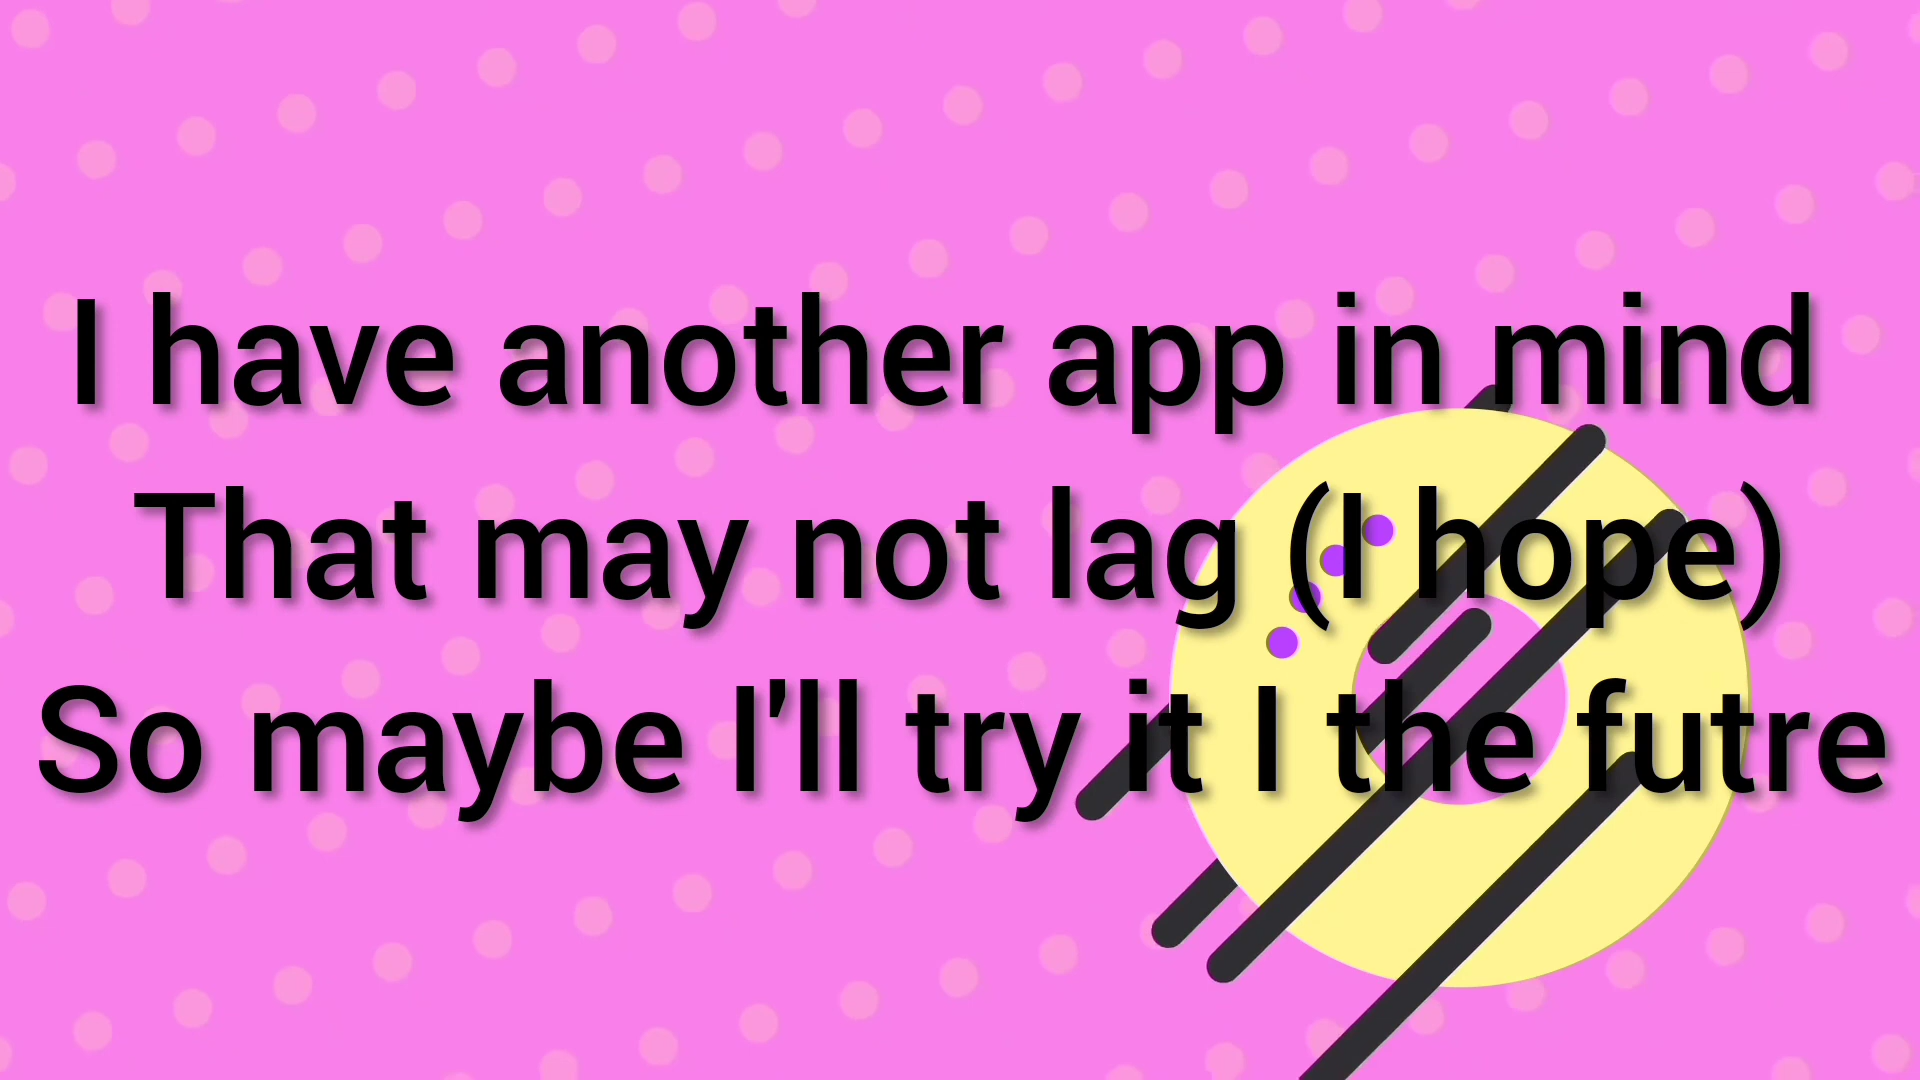 I have another app in mind
That may not lag (I hope)
So maybe I'll try it I the futre